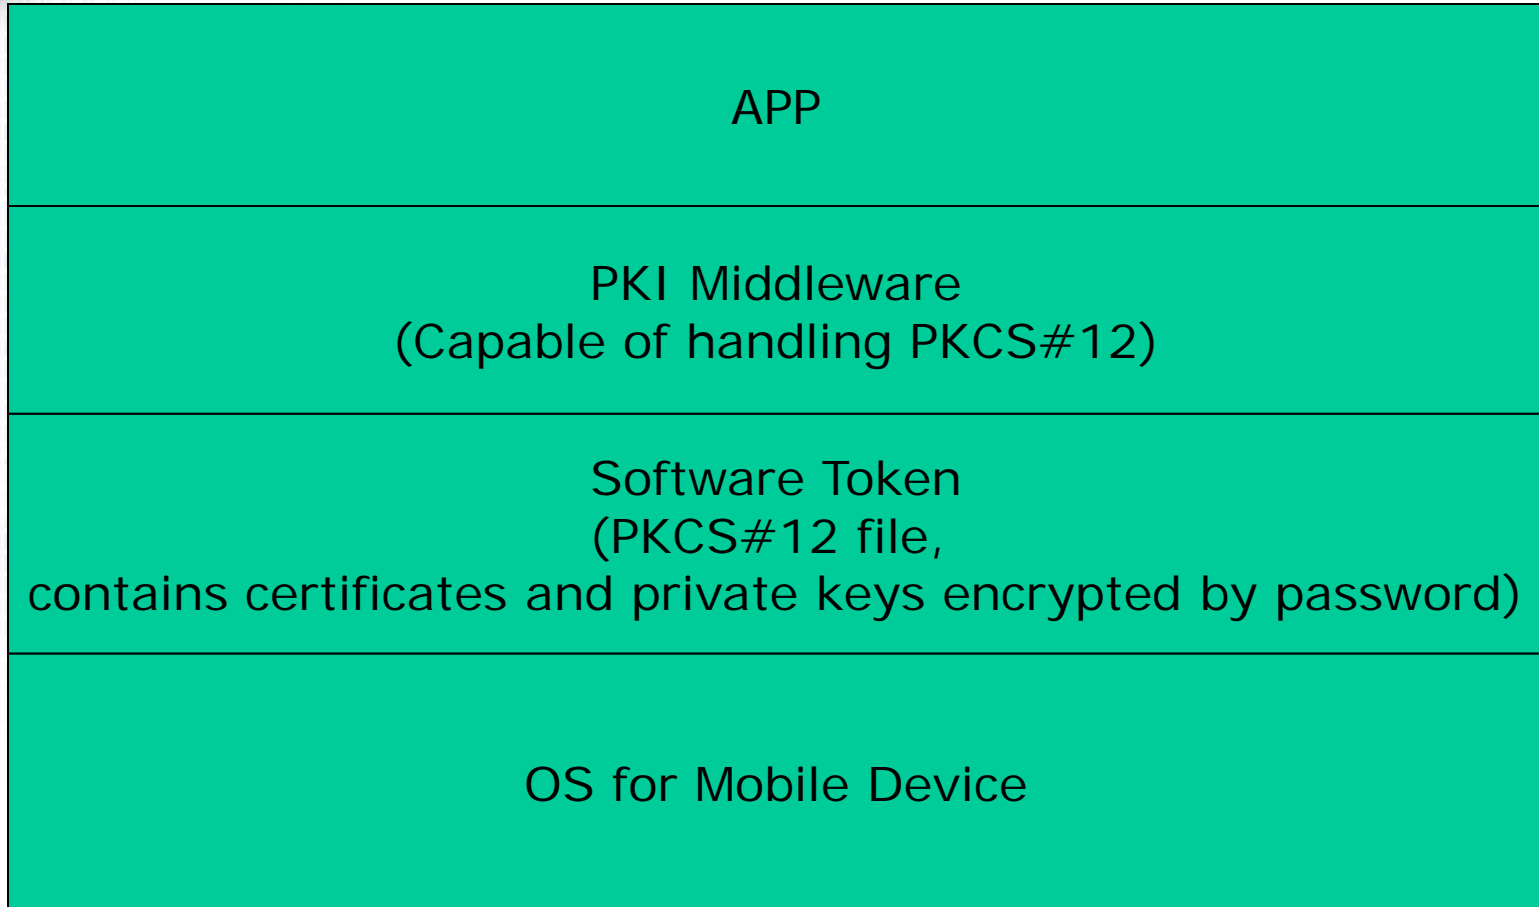 APP
PKI Middleware
(Capable of handling PKCS#12)
Software Token
(PKCS#12 file,
contains certificates and private keys encrypted by password)
OS for Mobile Device